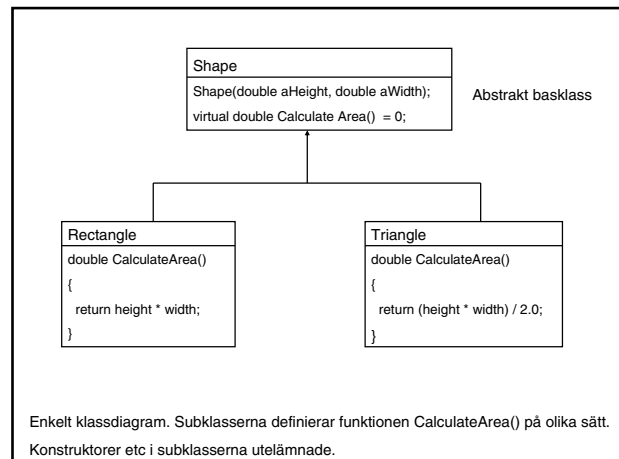 Shape
Shape(double aHeight, double aWidth);
virtual double Calculate Area()  = 0;
Abstrakt basklass
Rectangle
double CalculateArea()
{
return height * width;
}
Triangle
double CalculateArea()
{
return (height * width) / 2.0;
}
Enkelt klassdiagram. Subklasserna definierar funktionen CalculateArea() på olika sätt.
Konstruktorer etc i subklasserna utelämnade.